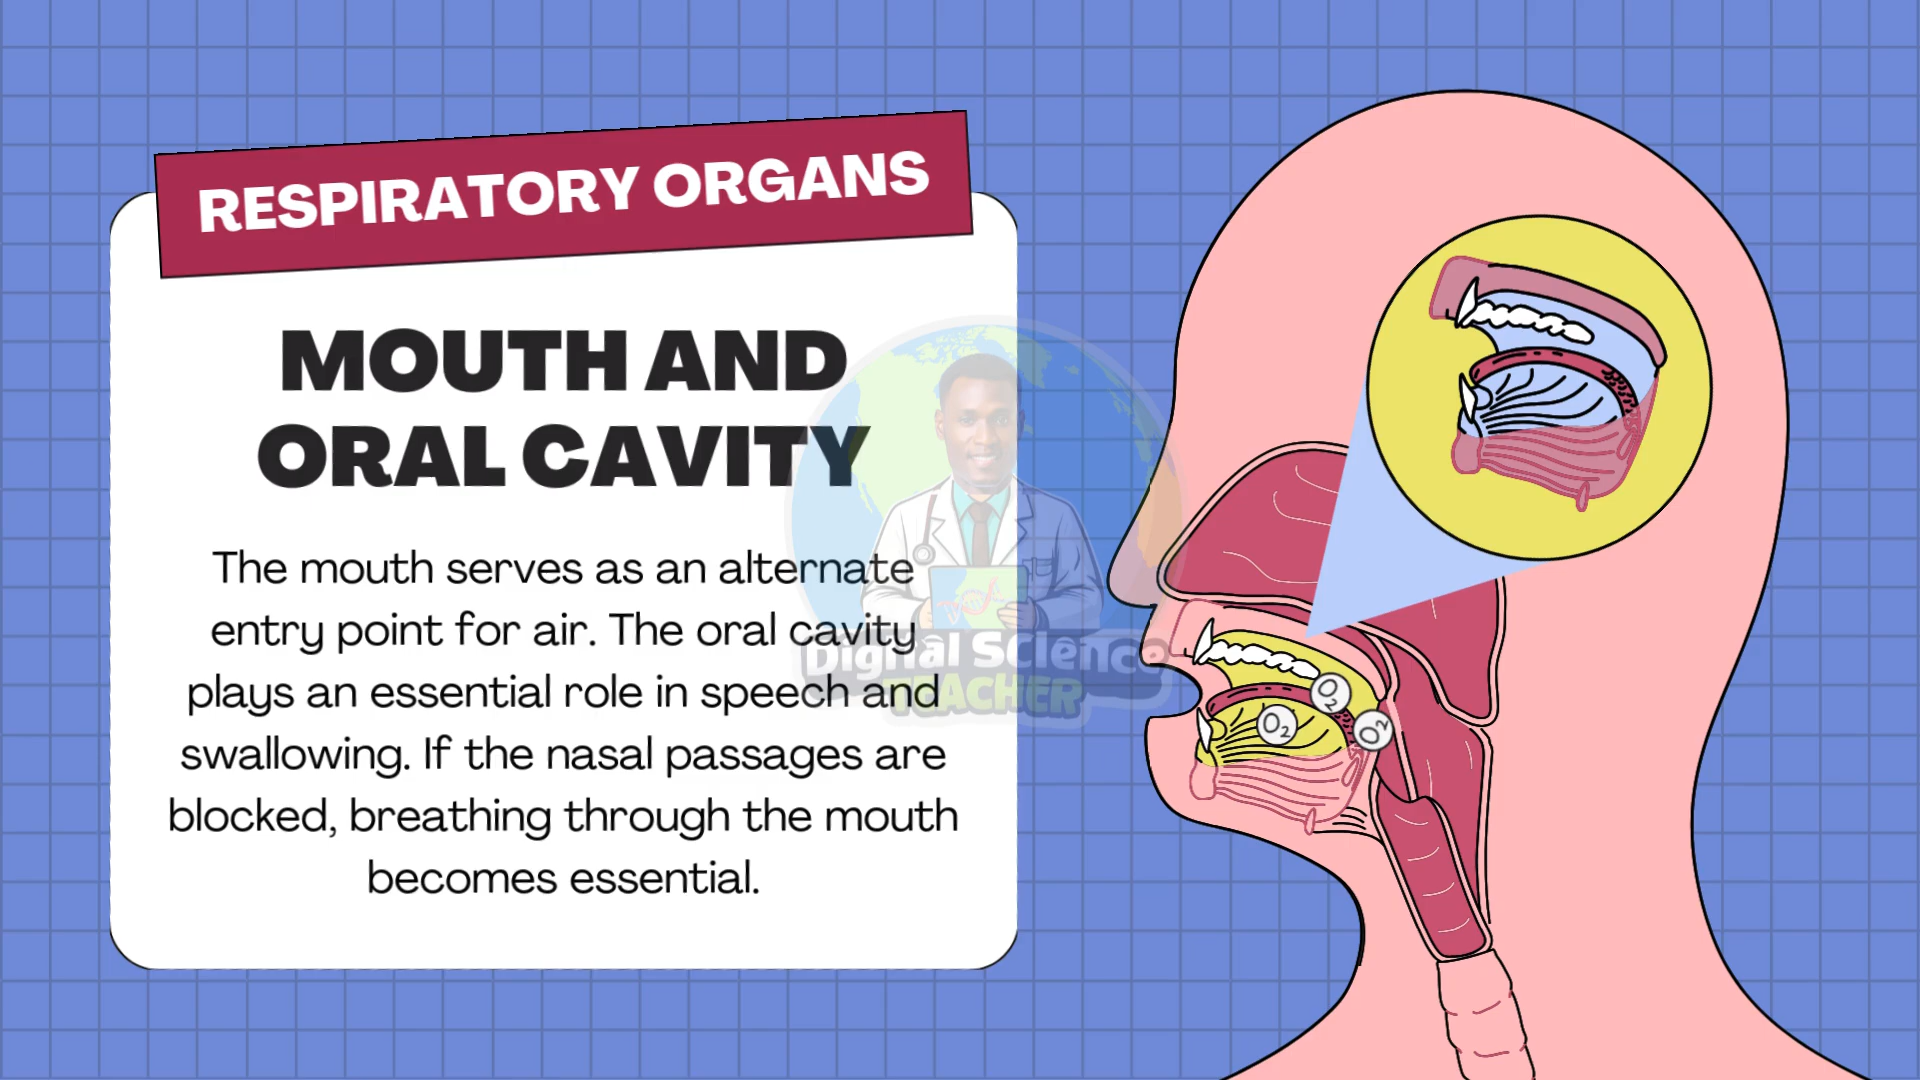 RESPIRATORY ORGANS
MOUTH AND
ORAL CAVITY
The mouth serves as an alternate
entry point for air. The oral cavity
plays an essential role in speech and
swallowing. If the nasal passages are
blocked, breathing through the mouth
becomes essential.
Digital Science
TEACHER
O₂
O₂
O₂